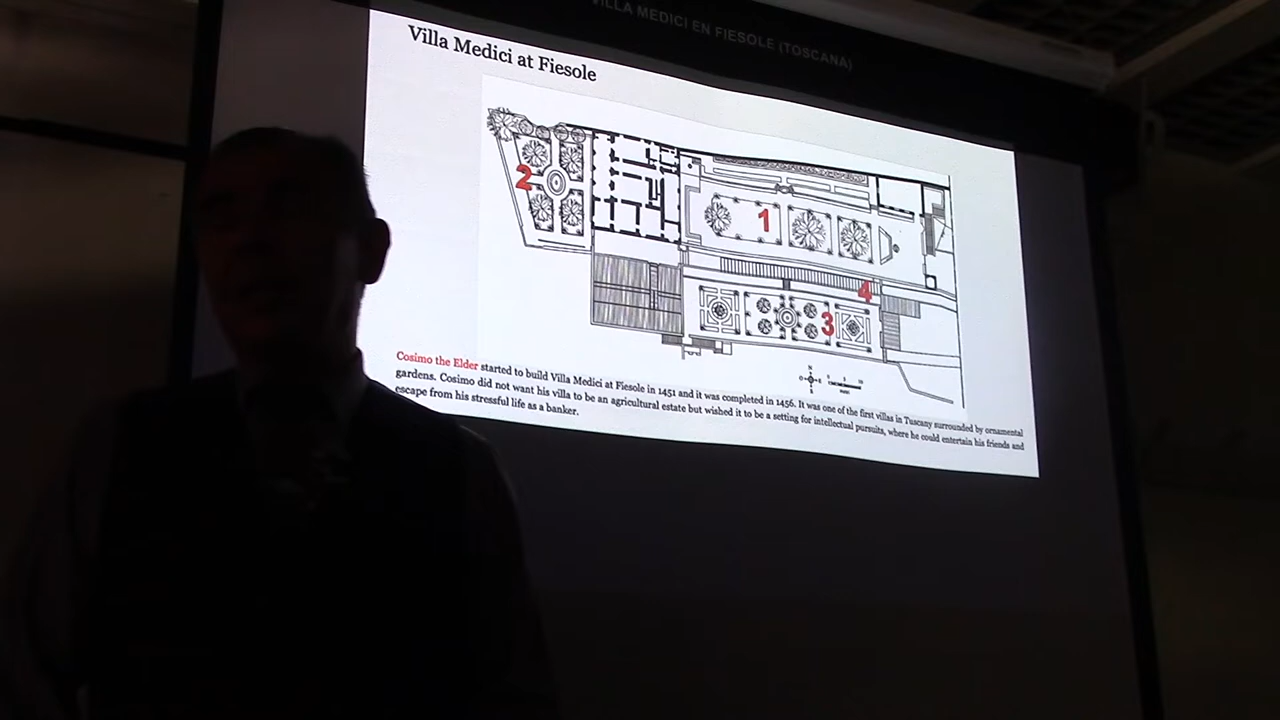 VILLA MEDICI EN FIESOLE (TOSCANA)
Villa Medici at Fiesole
2
1
4
3
N
Cosimo the Elder started to build Villa Medici at Fiesole in 1451 and it was completed in 1456. It was one of the first villas in Tuscany surrounded by ornamental
gardens. Cosimo did not want his villa to be an agricultural estate but wished it to be a setting for intellectual pursuits, where he could entertain his friends and
escape from his stressful life as a banker.